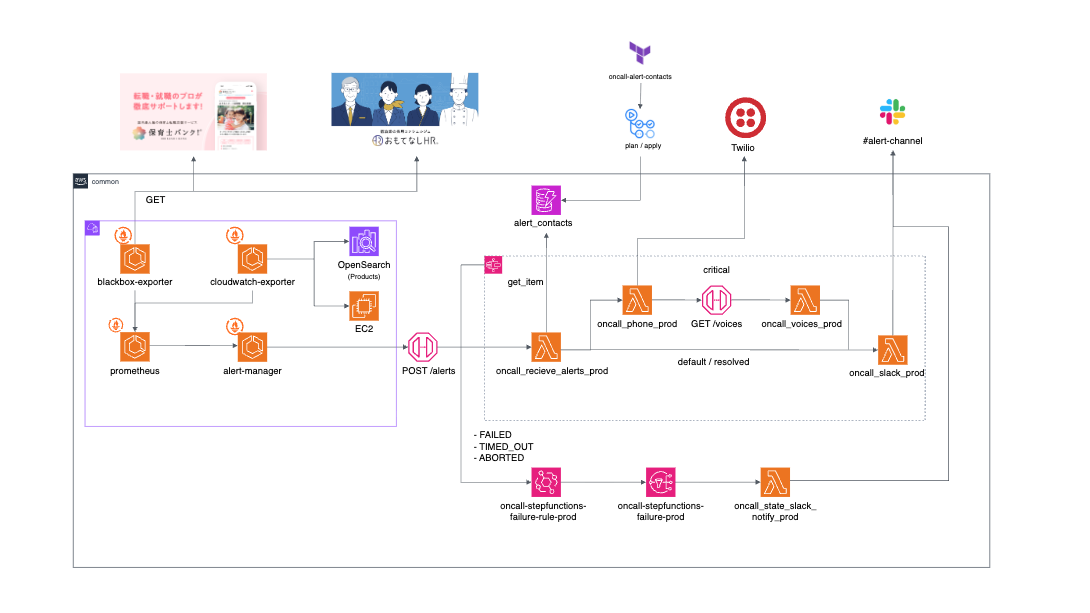 oncall-alert-contacts
転職・就職のプロが
徹底サポートします!
保育士バンク!
おもてなしHR.
plan / apply
Twilio
#alert-channel
aws
common
GET
alert_contacts
blackbox-exporter
cloudwatch-exporter
OpenSearch
(Products)
EC2
prometheus
alert-manager
POST /alerts
get_item
critical
oncall_phone_prod
GET /voices
oncall_voices_prod
oncall_recieve_alerts_prod
default / resolved
oncall_slack_prod
- FAILED
- TIMED_OUT
- ABORTED
oncall-stepfunctions-
failure-rule-prod
oncall-stepfunctions-
failure-prod
oncall_state_slack_
notify_prod